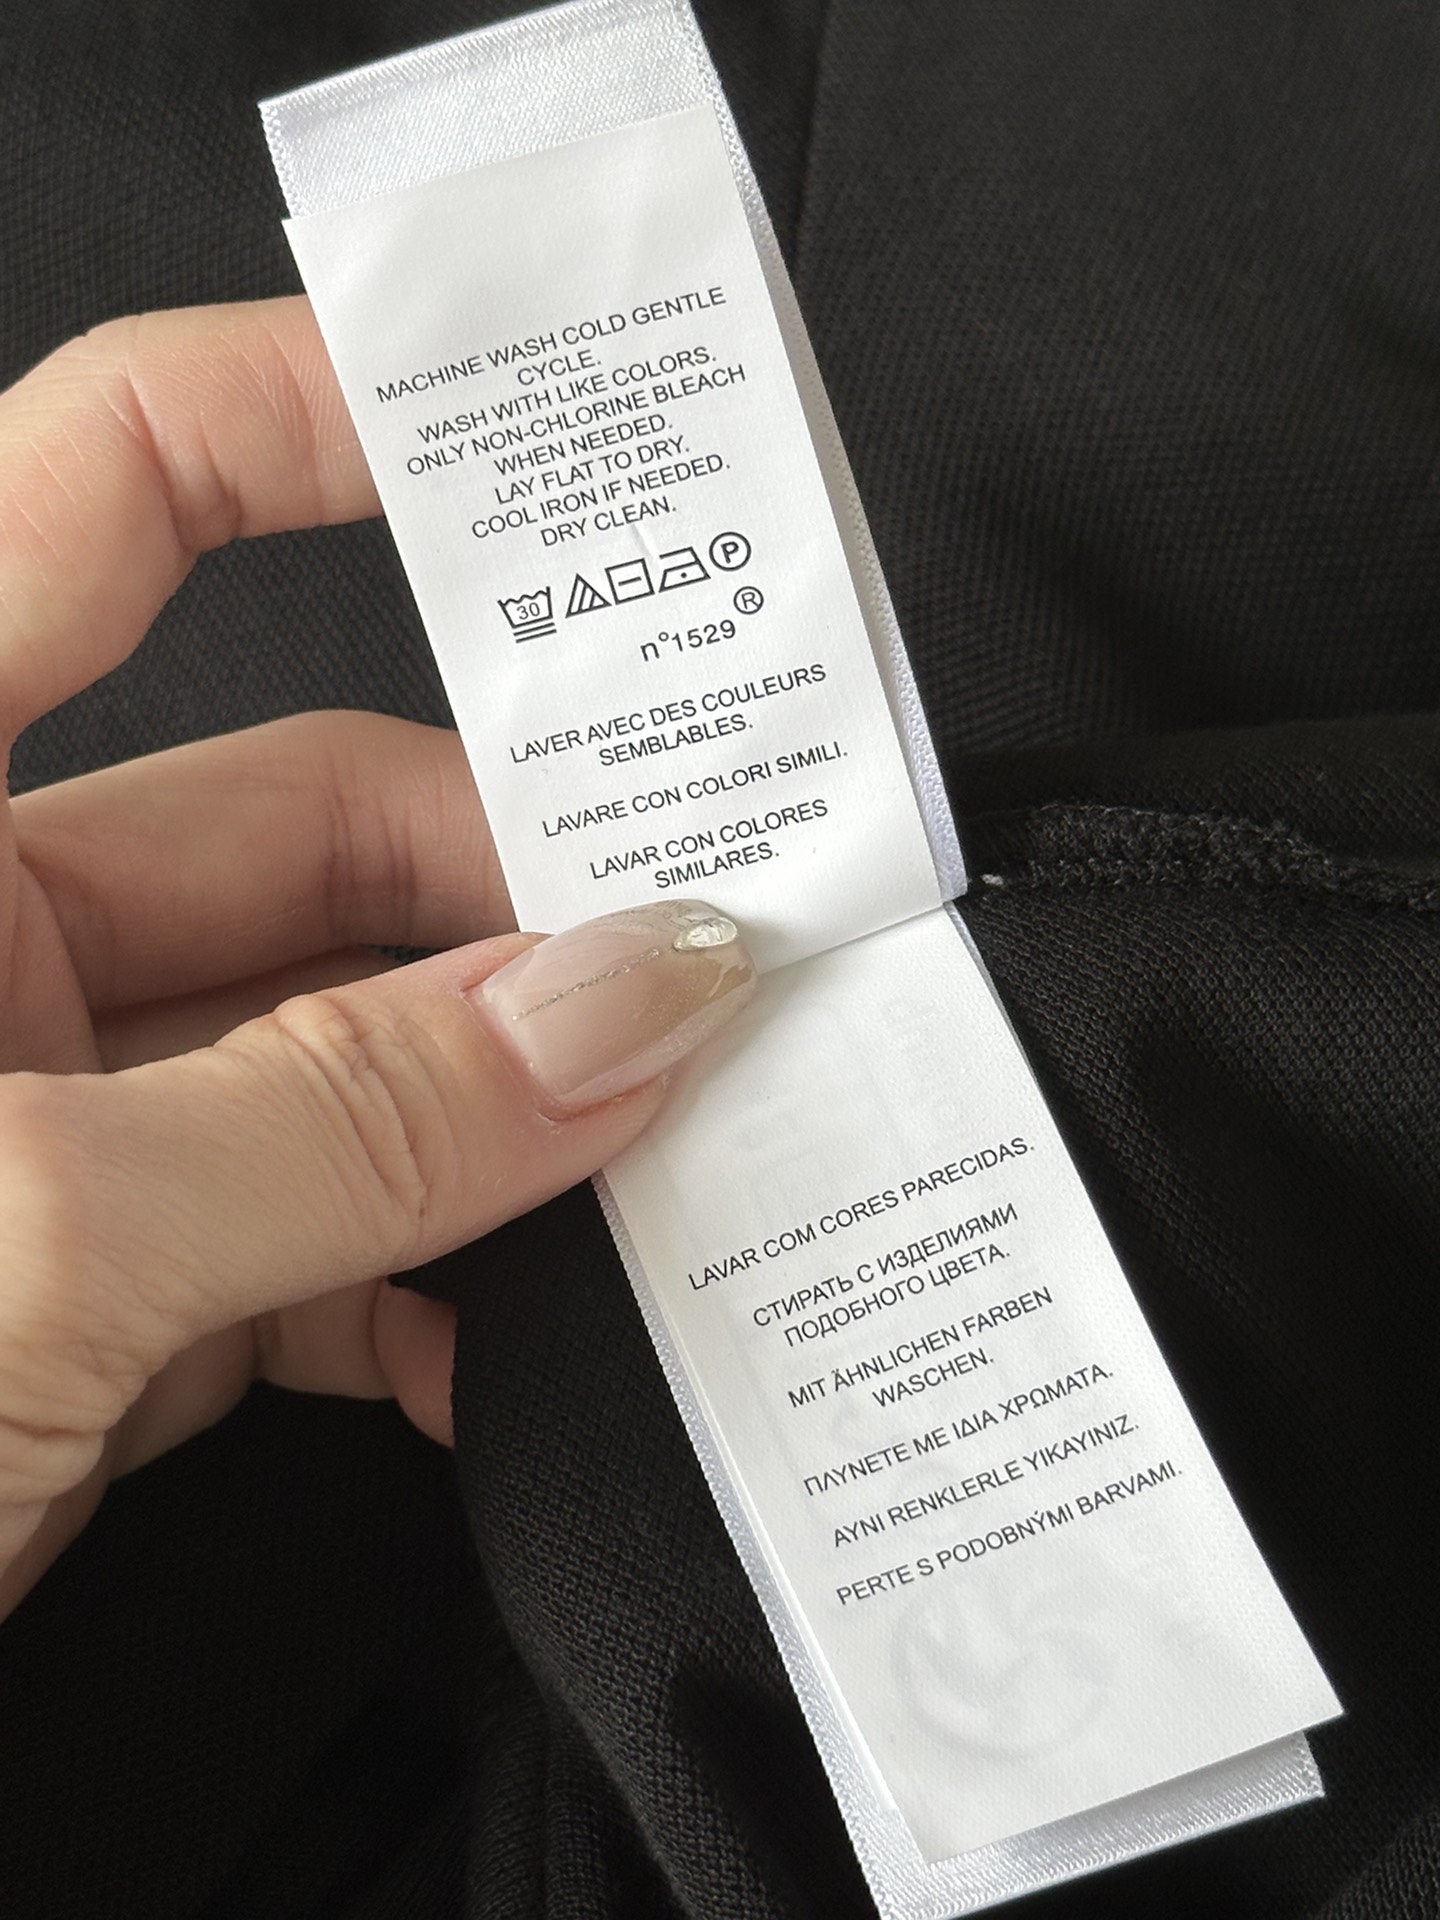 MACHINE WASH COLD GENTLE
CYCLE.
WASH WITH LIKE COLORS.
ONLY NON-CHLORINE BLEACH
WHEN NEEDED.
LAY FLAT TO DRY.
COOL IRON IF NEEDED.
DRY CLEAN.
30 P
n°1529®
LAVER AVEC DES COULEURS
SEMBLABLES.
LAVARE CON COLORI SIMILI.
LAVAR CON COLORES
SIMILARES.
LAVAR COM CORES PARECIDAS.
СТИРАТЬ С ИЗДЕЛИЯМИ
ПОДОБНОГО ЦВЕТА.
MIT ÄHNLICHEN FARBEN
WASCHEN.
ΠΛΥΝΕΤΕ ΜΕ ΙΔΙΑ ΧΡΩΜΑΤΑ.
AYNI RENKLERLE YIKAYINIZ.
PERTE S PODOBNÝMI BARVAMI.